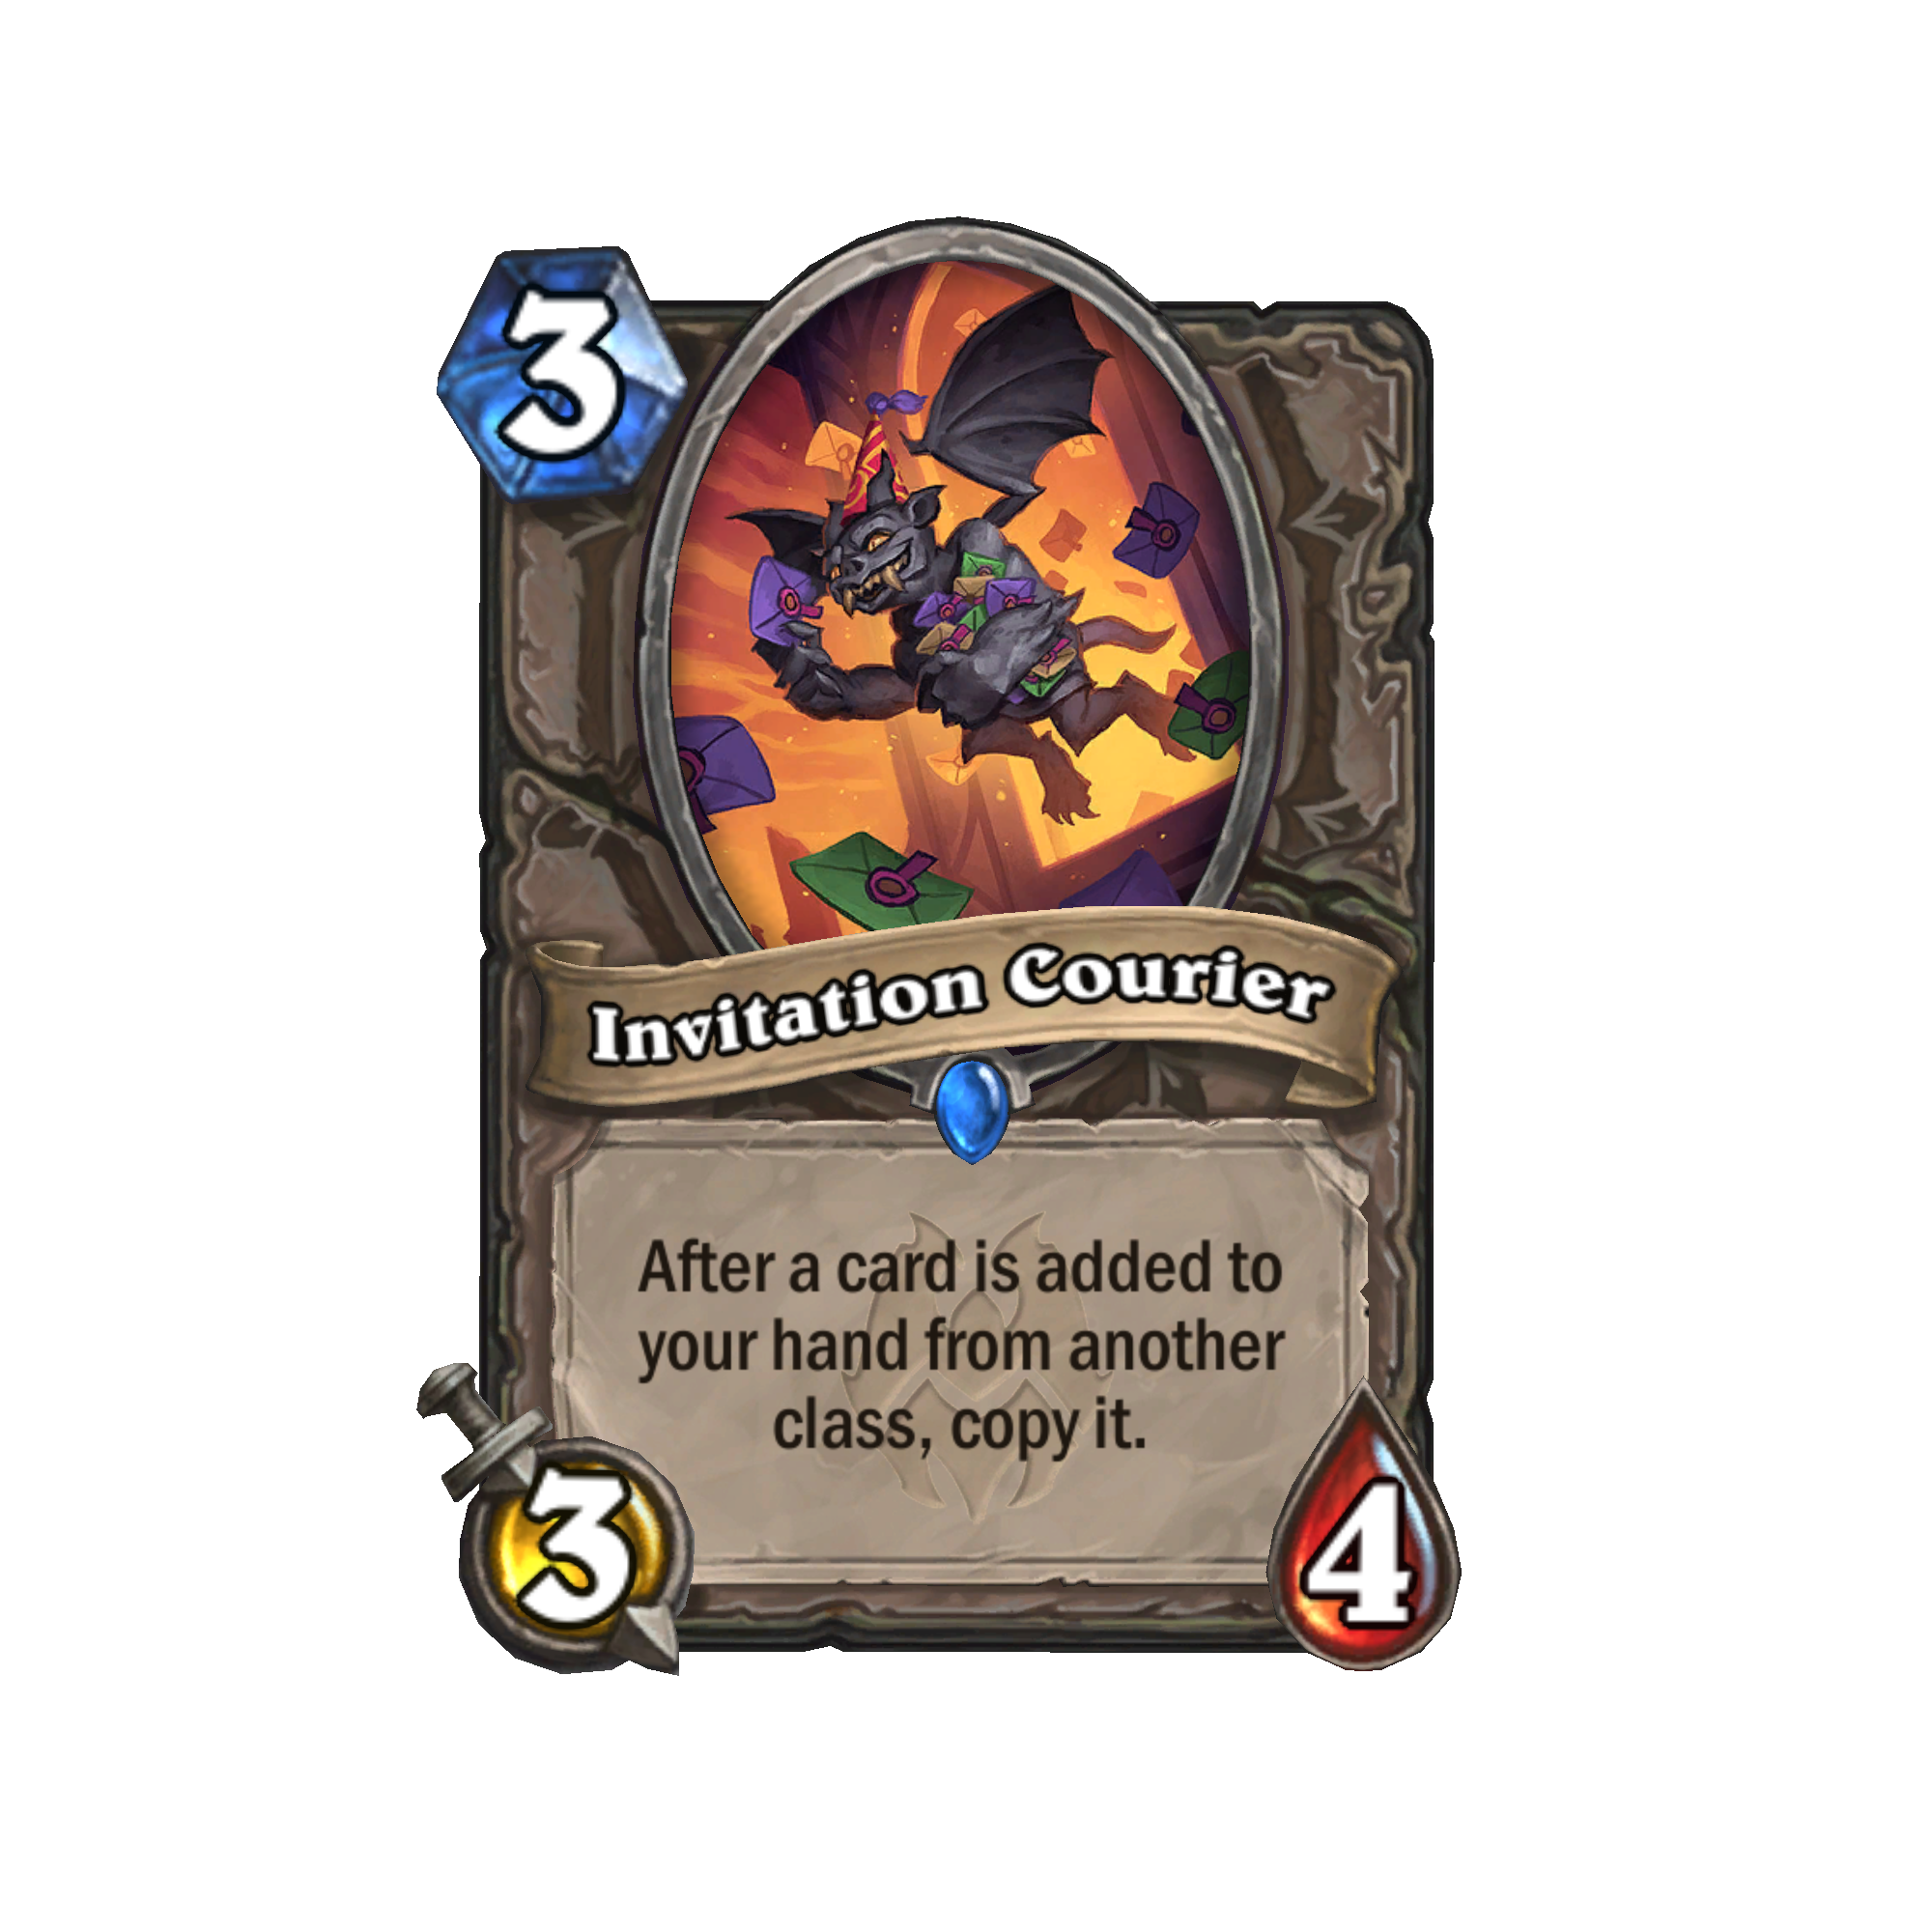 3
Invitation Courier
After a card is added to
your hand from another
class, copy it.
3
4